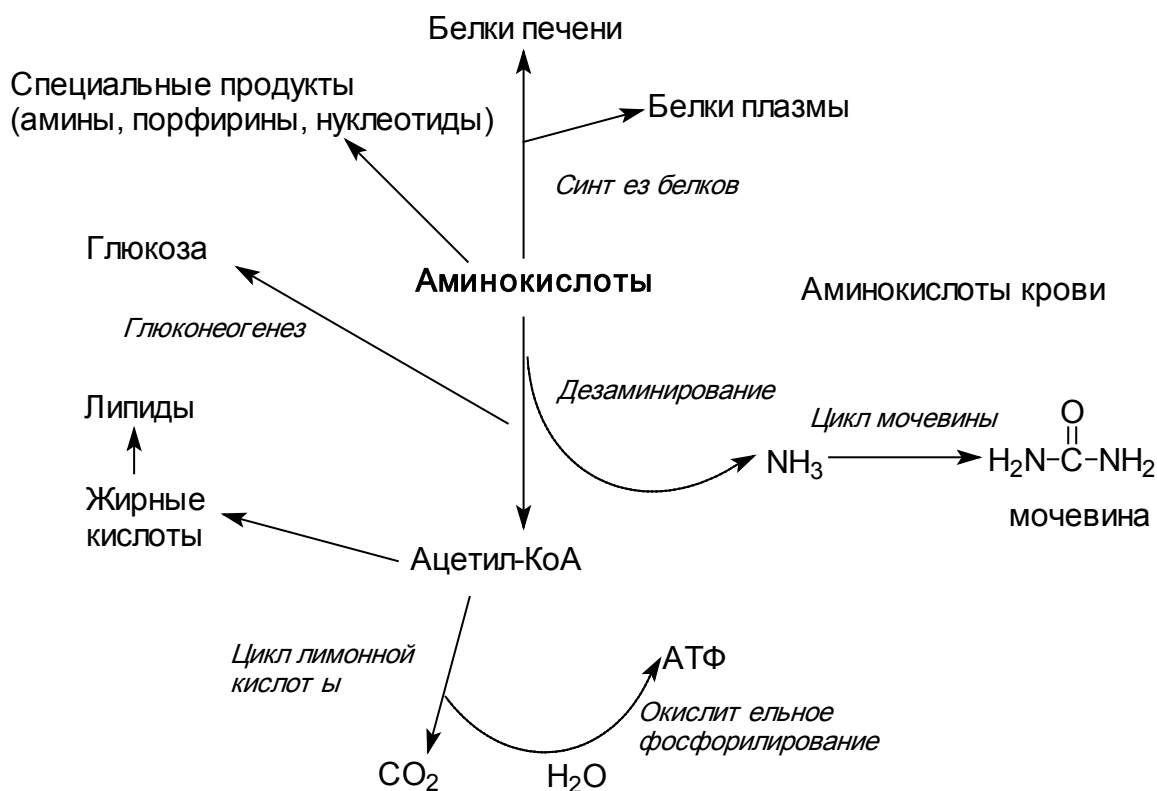 Белки печени
Специальные продукты
(амины, порфирины, нуклеотиды)
Белки плазмы
Синт ез белков
Глюкоза
Аминокислоты
Аминокислоты крови
Глюконеогенез
Дезаминирование
Липиды
Цикл мочевины
O
NH3
H2N-C-NH2
Жирные
кислоты
мочевина
Ацетил-КоА
Цикл лимонной
кислот ы
АТФ
Окислит ельное
фосфорилирование
CO2
H2O